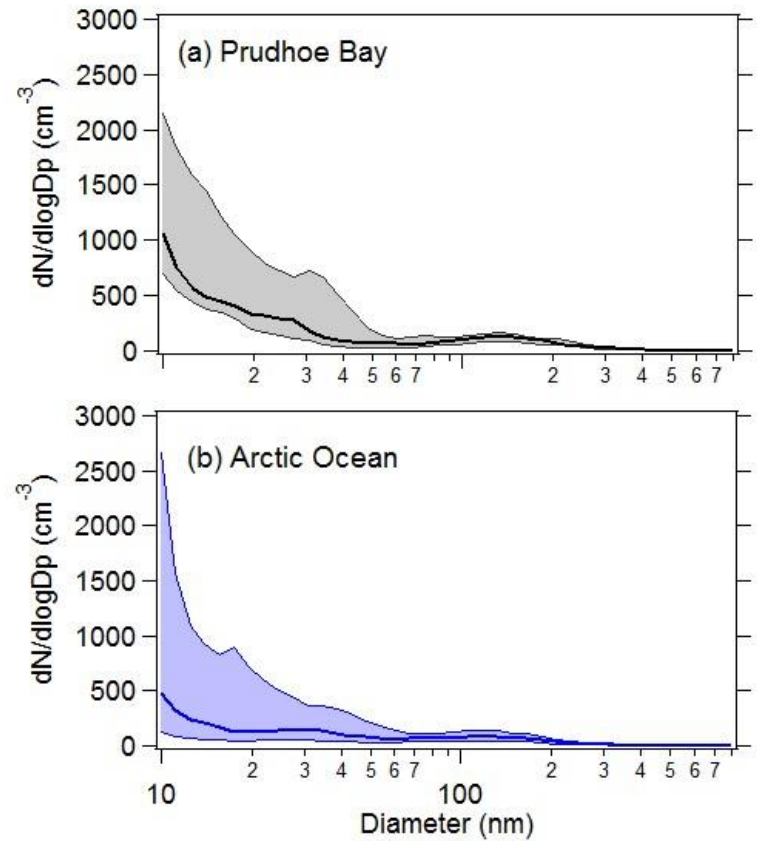 (a) Prudhoe Bay
dN/dlogDp (cm-3)
3000
2500
2000
1500
1000
500
0
2 3 4 5 6 7 2 3 4 5 6 7
(b) Arctic Ocean
dN/dlogDp (cm-3)
3000
2500
2000
1500
1000
500
0
2 3 4 5 6 7 2 3 4 5 6 7
10 100
Diameter (nm)